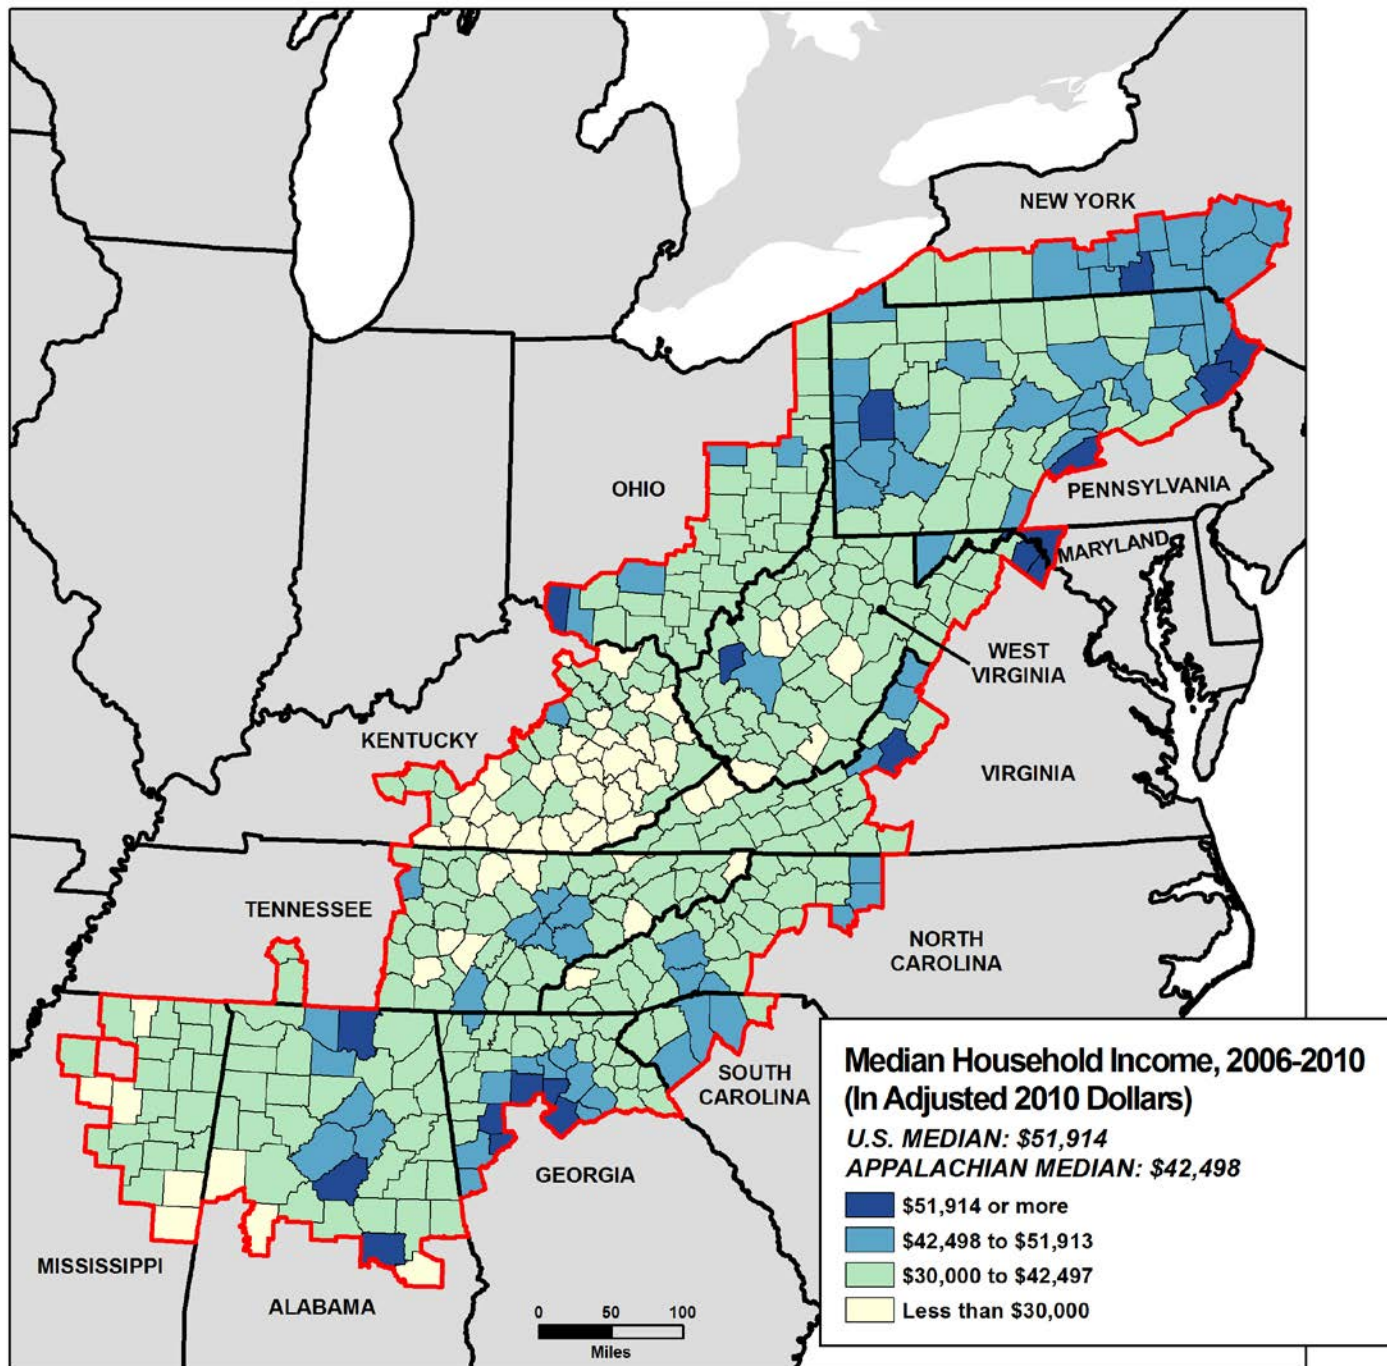 NEW YORK
OHIO
PENNSYLVANIA
MARYLAND
WEST
VIRGINIA
KENTUCKY
VIRGINIA
TENNESSEE
NORTH
CAROLINA
SOUTH
CAROLINA
GEORGIA
MISSISSIPPI
ALABAMA
Median Household Income, 2006-2010
(In Adjusted 2010 Dollars)
U.S. MEDIAN: $51,914
APPALACHIAN MEDIAN: $42,498
$51,914 or more
$42,498 to $51,913
$30,000 to $42,497
Less than $30,000
0 50 100
Miles